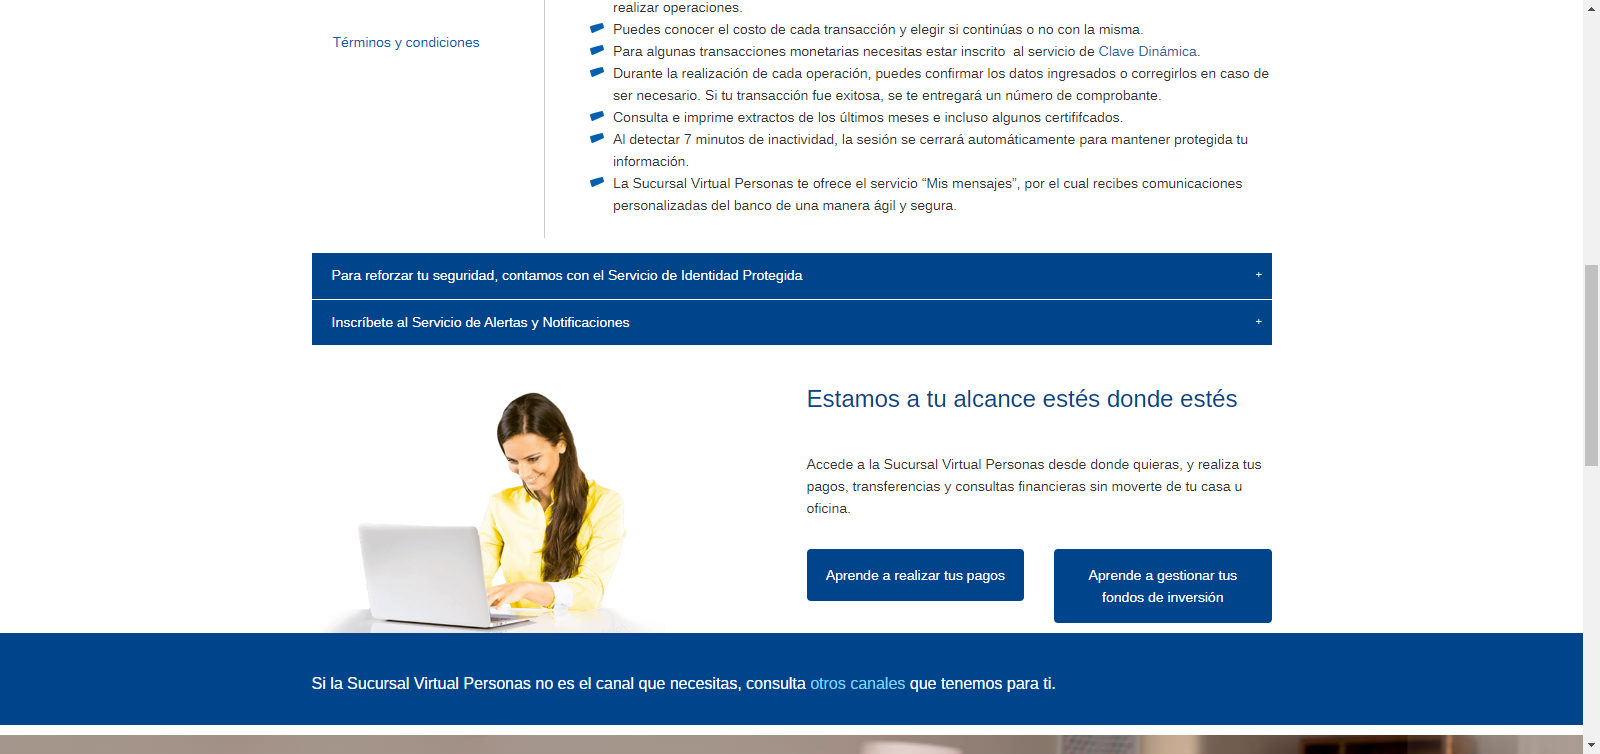 realizar operaciones.
Puedes conocer el costo de cada transacción y elegir si continúas o no con la misma.
Términos y condiciones
Para algunas transacciones monetarias necesitas estar inscrito  al servicio de Clave Dinámica.
Durante la realización de cada operación, puedes confirmar los datos ingresados o corregirlos en caso de
ser necesario. Si tu transacción fue exitosa, se te entregará un número de comprobante.
Consulta e imprime extractos de los últimos meses e incluso algunos certififcados.
Al detectar 7 minutos de inactividad, la sesión se cerrará automáticamente para mantener protegida tu
información.
La Sucursal Virtual Personas te ofrece el servicio “Mis mensajes”, por el cual recibes comunicaciones
personalizadas del banco de una manera ágil y segura.
Para reforzar tu seguridad, contamos con el Servicio de Identidad Protegida +
Inscríbete al Servicio de Alertas y Notificaciones +
Estamos a tu alcance estés donde estés
Accede a la Sucursal Virtual Personas desde donde quieras, y realiza tus
pagos, transferencias y consultas financieras sin moverte de tu casa u
oficina.
Aprende a realizar tus pagos
Aprende a gestionar tus
fondos de inversión
Si la Sucursal Virtual Personas no es el canal que necesitas, consulta otros canales que tenemos para ti.